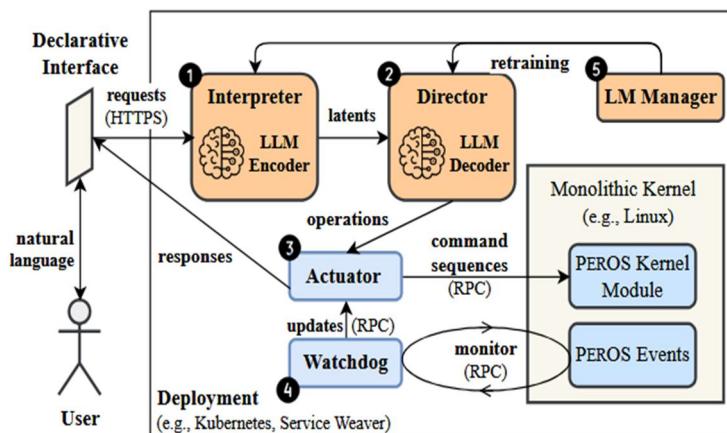 Declarative
Interface
requests
(HTTPS)
natural
language
User
1
Interpreter
LLM
Encoder
latents
2
Director
LLM
Decoder
retraining
5
LM Manager
operations
responses
3
Actuator
command
sequences
(RPC)
updates (RPC)
4
Watchdog
monitor
(RPC)
Monolithic Kernel
(e.g., Linux)
PEROS Kernel
Module
PEROS Events
Deployment
(e.g., Kubernetes, Service Weaver)